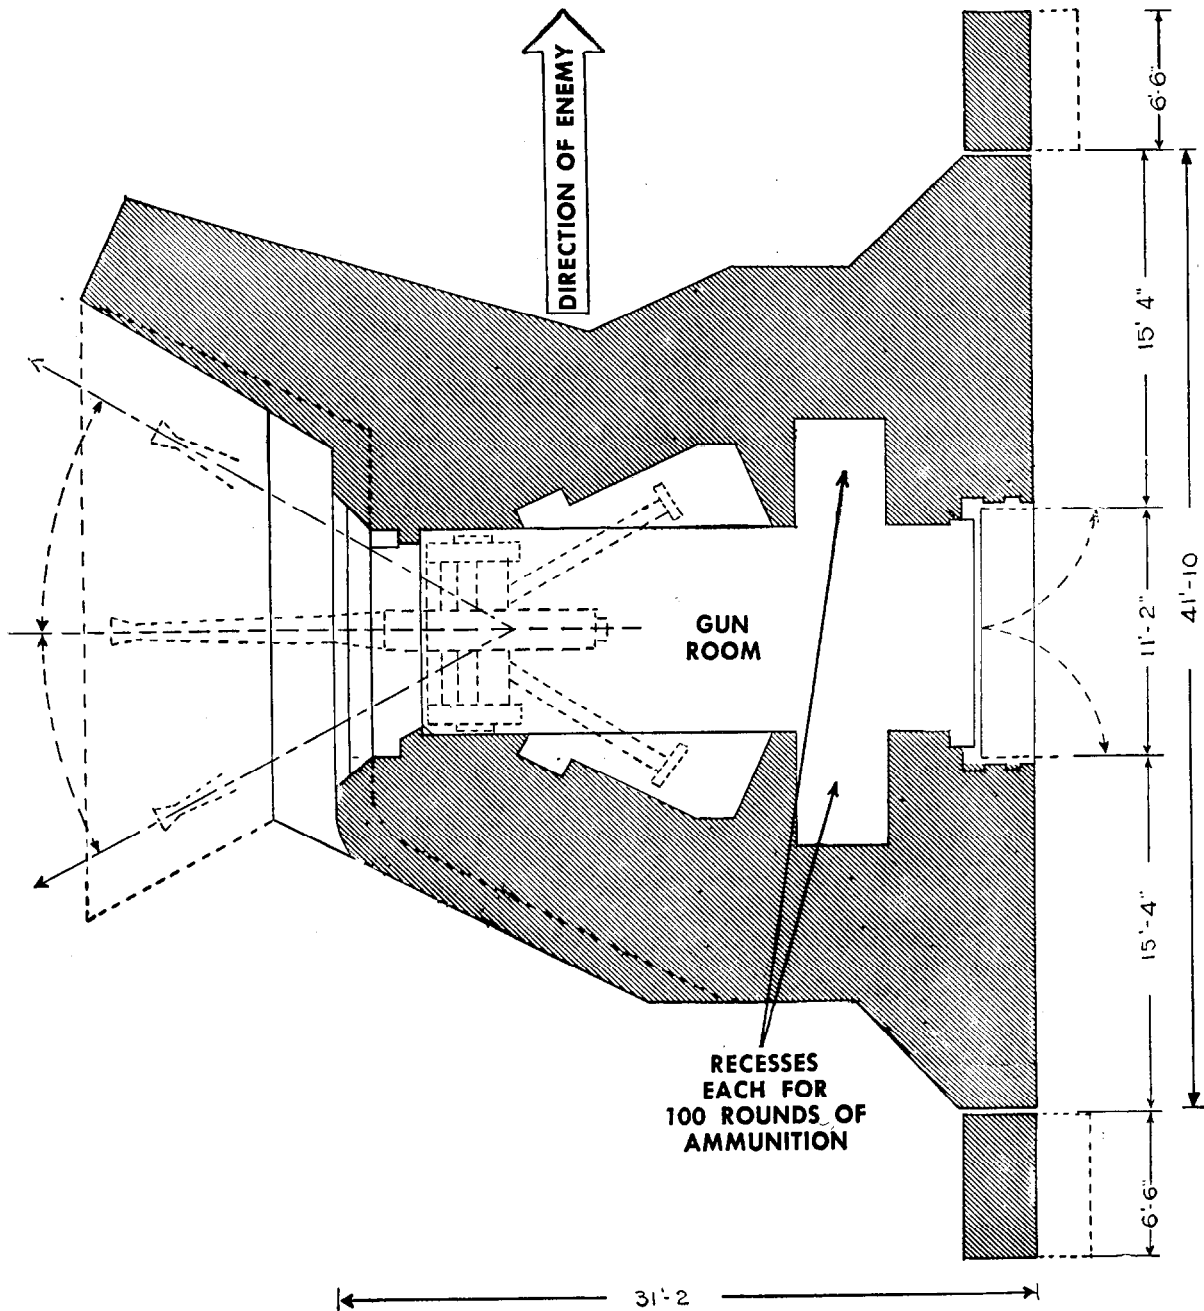 DIRECTION OF ENEMY
6'-6"
15' 4"
11'-2"
41'-10
GUN
ROOM
15'-4"
RECESSES
EACH FOR
100 ROUNDS OF
AMMUNITION
6'-6"
31'-2